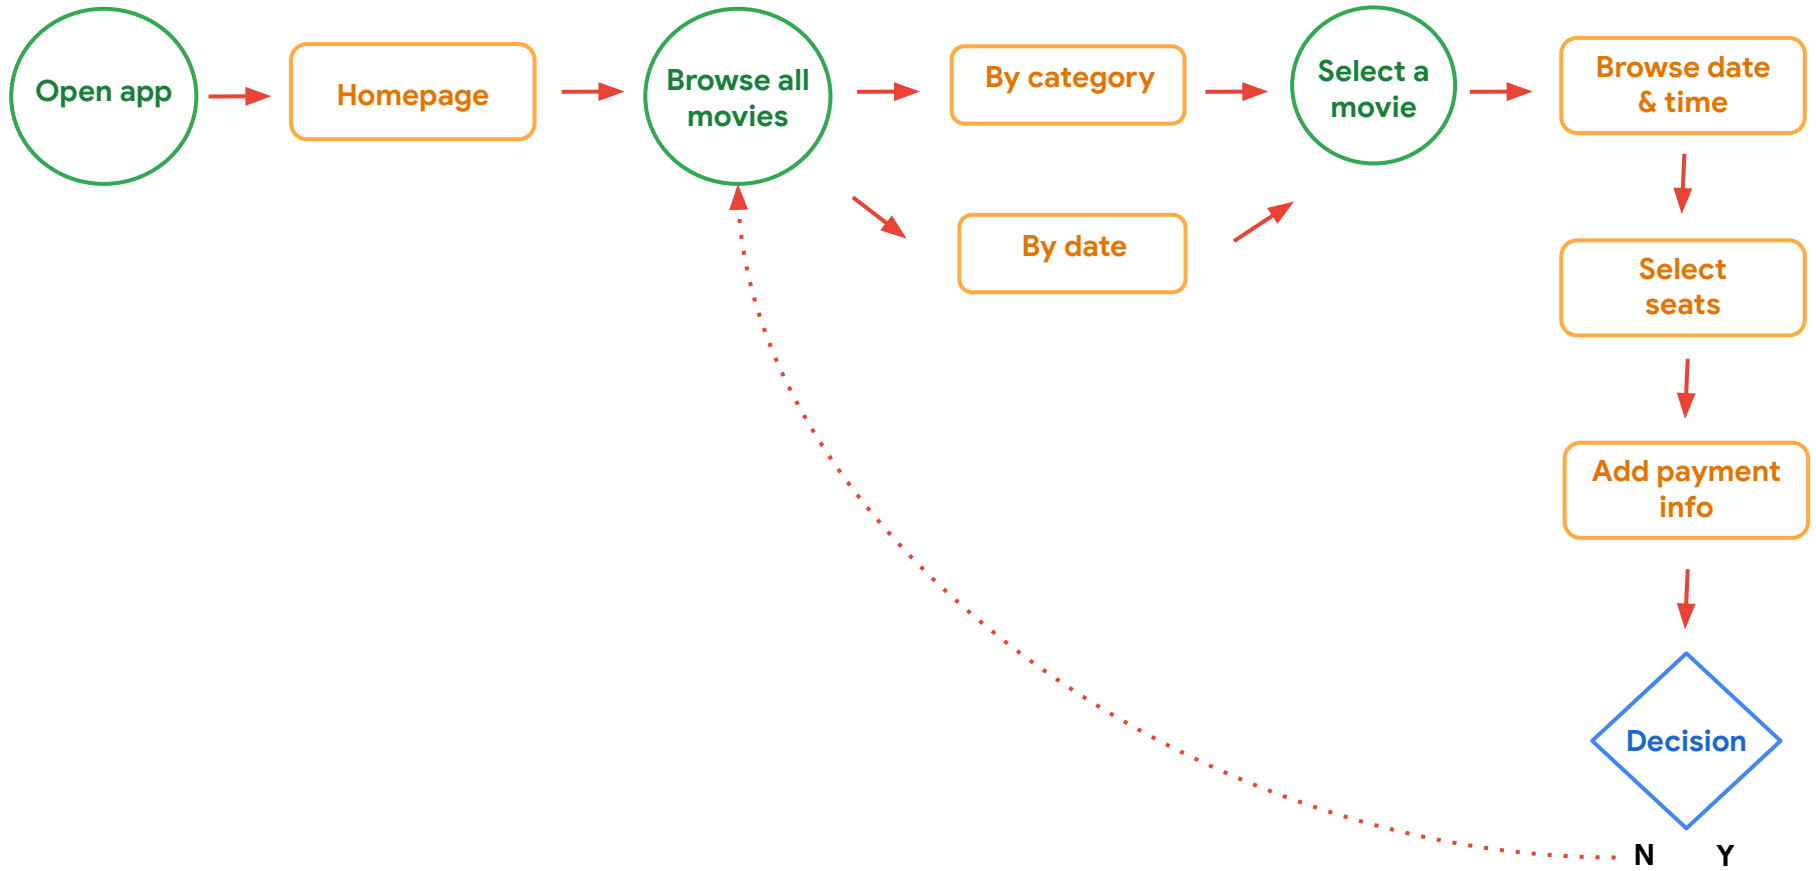 Open app
Homepage
Browse all
movies
By category
By date
Select a
movie
Browse date
& time
Select
seats
Add payment
info
Decision
N
Y